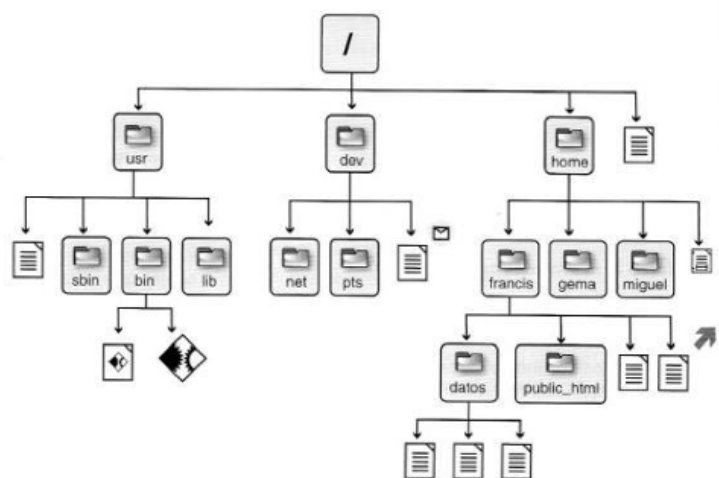 /
usr
dev
home
sbin
bin
lib
net
pts
francis
gema
miguel
datos
public_html